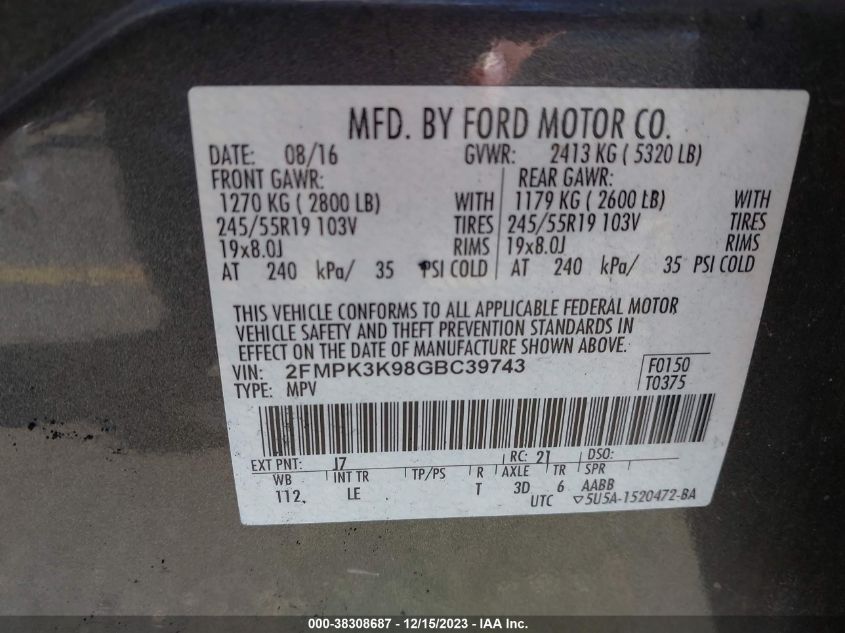 MFD. BY FORD MOTOR CO.
DATE: 08/16 GVWR: 2413 KG ( 5320 LB)
FRONT GAWR: REAR GAWR:
1270 KG ( 2800 LB) WITH 1179 KG ( 2600 LB) WITH
245/55R19 103V TIRES 245/55R19 103V TIRES
19x8.0J RIMS 19x8.0J RIMS
AT 240 kPa/ 35 PSI COLD AT 240 kPa/ 35 PSI COLD
THIS VEHICLE CONFORMS TO ALL APPLICABLE FEDERAL MOTOR
VEHICLE SAFETY AND THEFT PREVENTION STANDARDS IN
EFFECT ON THE DATE OF MANUFACTURE SHOWN ABOVE.
VIN: 2FMPK3K98GBC39743 F0150
TYPE: MPV T0375
EXT PNT: J7 RC: 21 DSO:
WB INT TR TP/PS R AXLE TR SPR
112. LE T 3D 6 AABB
UTC ▽5U5A-1520472-BA
000-38308687 - 12/15/2023 - IAA Inc.